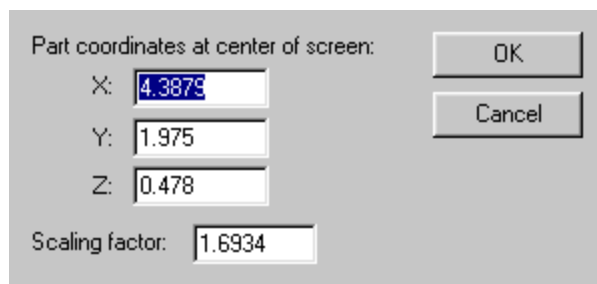 Part coordinates at center of screen:
X: 4.3879
Y: 1.975
Z: 0.478
Scaling factor: 1.6934
OK
Cancel